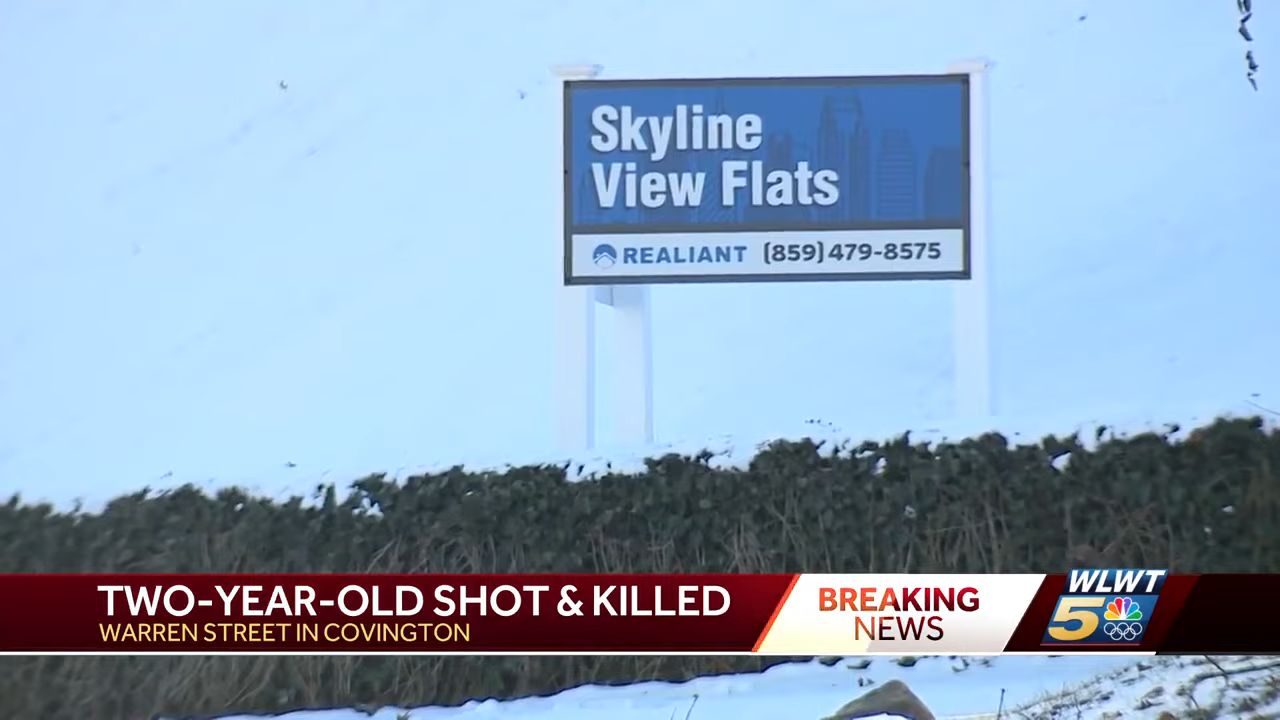 Skyline
View Flats
REALIANT (859) 479-8575
TWO-YEAR-OLD SHOT & KILLED
WARREN STREET IN COVINGTON
BREAKING
NEWS
WLWT
5